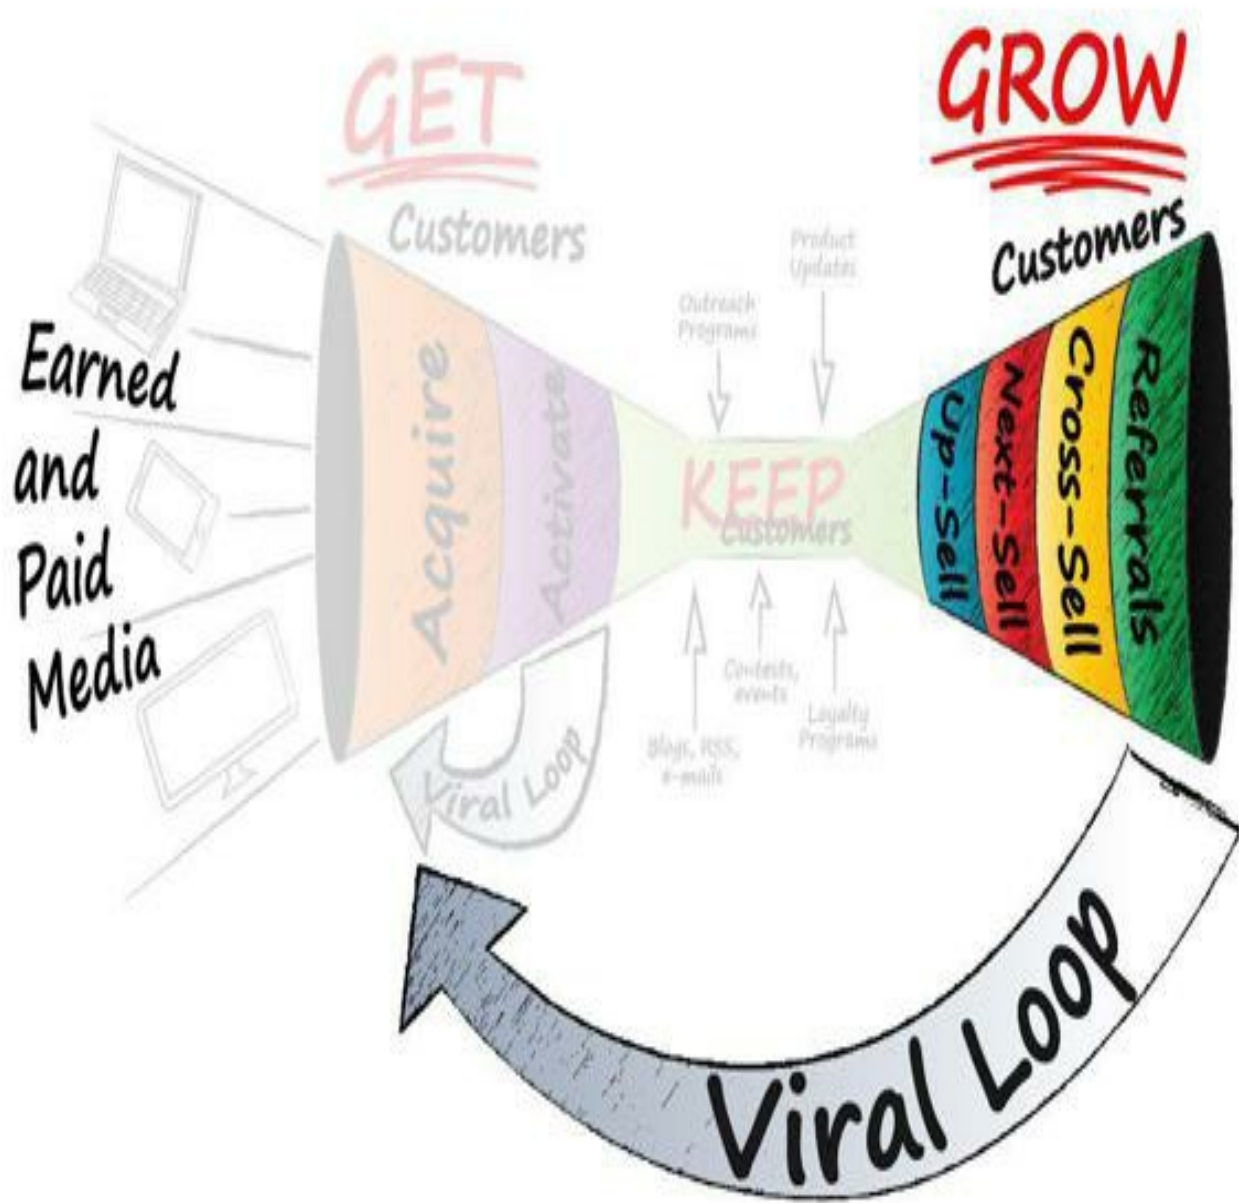 GET
Customers
GROW
Customers
Earned
and
Paid
Media
Acquire
Activate
Outreach
Programs
Product
Updates
KEEP
Customers
Up-Sell
Next-Sell
Cross-Sell
Referrals
Blogs, RSS,
e-mails
Contests,
events
Loyalty
Programs
Viral Loop
Viral Loop